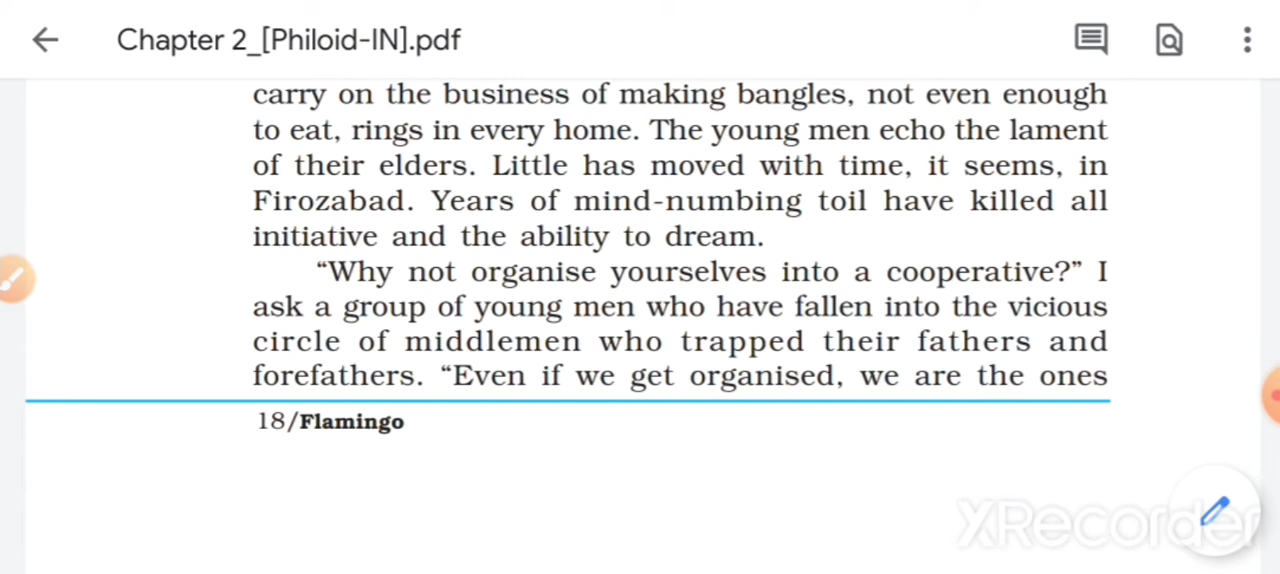 Chapter 2_[Philoid-IN].pdf
carry on the business of making bangles, not even enough
to eat, rings in every home. The young men echo the lament
of their elders. Little has moved with time, it seems, in
Firozabad. Years of mind-numbing toil have killed all
initiative and the ability to dream.
“Why not organise yourselves into a cooperative?” I
ask a group of young men who have fallen into the vicious
circle of middlemen who trapped their fathers and
forefathers. “Even if we get organised, we are the ones
18/Flamingo
XRecorder